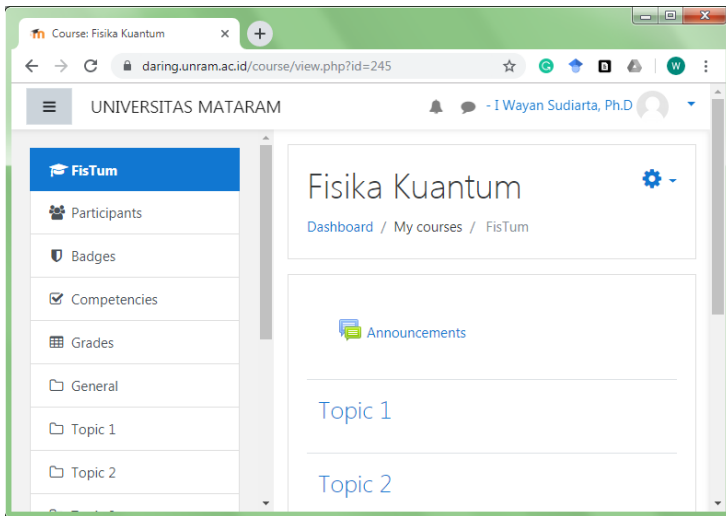 Course: Fisika Kuantum
daring.unram.ac.id/course/view.php?id=245
W
UNIVERSITAS MATARAM
- I Wayan Sudiarta, Ph.D
FisTum
Participants
Badges
Competencies
Grades
General
Topic 1
Topic 2
Fisika Kuantum
Dashboard / My courses / FisTum
Announcements
Topic 1
Topic 2